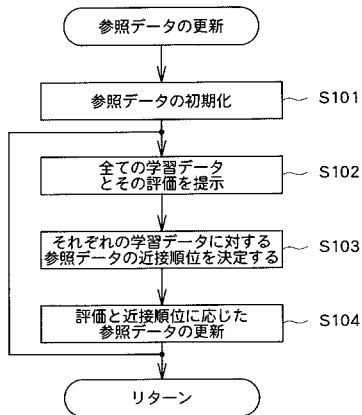 参照データの更新
参照データの初期化
S101
全ての学習データ
とその評価を提示
S102
それぞれの学習データに対する
参照データの近接順位を決定する
S103
評価と近接順位に応じた
参照データの更新
S104
リターン